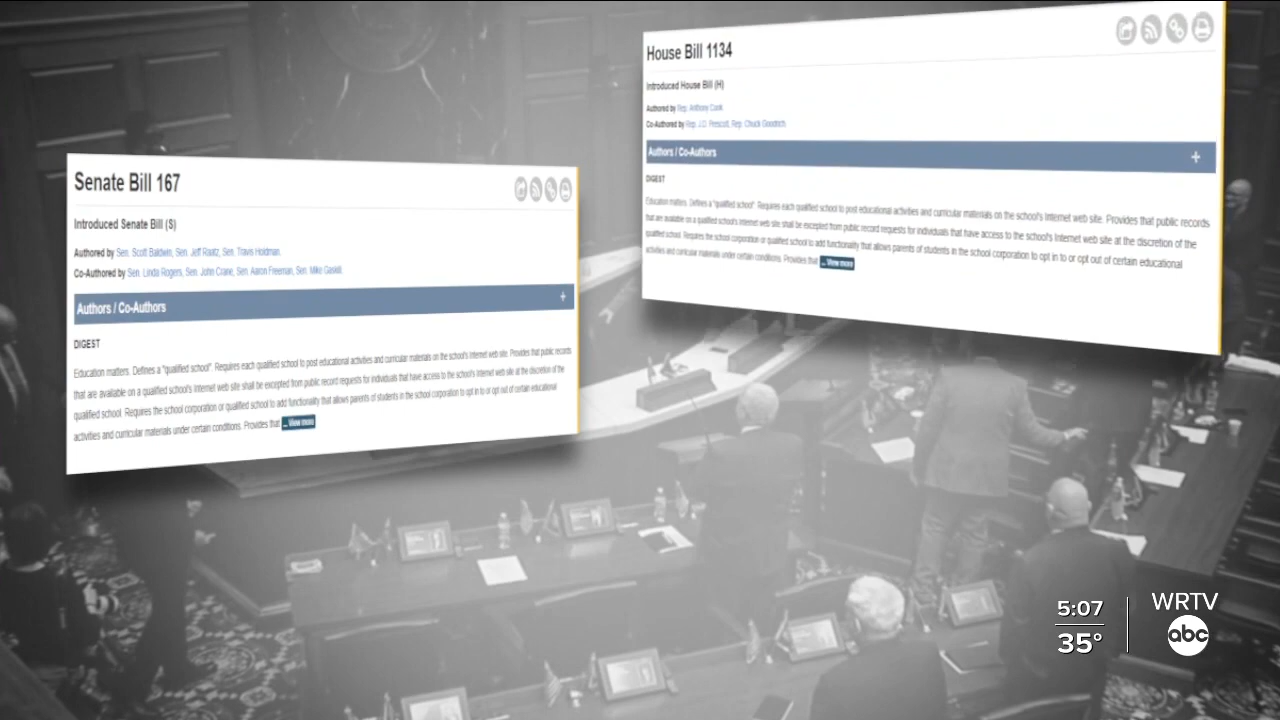 Senate Bill 167
Introduced Senate Bill (S)
Authored by Sen. Scott Baldwin, Sen. Jeff Raatz, Sen. Travis Holdman.
Co-Authored by Sen. Linda Rogers, Sen. John Crane, Sen. Aaron Freeman, Sen. Mike Gaskill.
Authors / Co-Authors +
DIGEST
Education matters. Defines a "qualified school". Requires each qualified school to post educational activities and curricular materials on the school's Internet web site. Provides that public records
that are available on a qualified school's Internet web site shall be excepted from public record requests for individuals that have access to the school's Internet web site at the discretion of the
qualified school. Requires the school corporation or qualified school to add functionality that allows parents of students in the school corporation to opt in to or opt out of certain educational
activities and curricular materials under certain conditions. Provides that ... View more
House Bill 1134
Introduced House Bill (H)
Authored by Rep. Anthony Cook.
Co-Authored by Rep. J.D. Prescott, Rep. Chuck Goodrich.
Authors / Co-Authors +
DIGEST
Education matters. Defines a "qualified school". Requires each qualified school to post educational activities and curricular materials on the school's Internet web site. Provides that public records
that are available on a qualified school's Internet web site shall be excepted from public record requests for individuals that have access to the school's Internet web site at the discretion of the
qualified school. Requires the school corporation or qualified school to add functionality that allows parents of students in the school corporation to opt in to or opt out of certain educational
activities and curricular materials under certain conditions. Provides that ... View more
5:07
35°
WRTV
abc